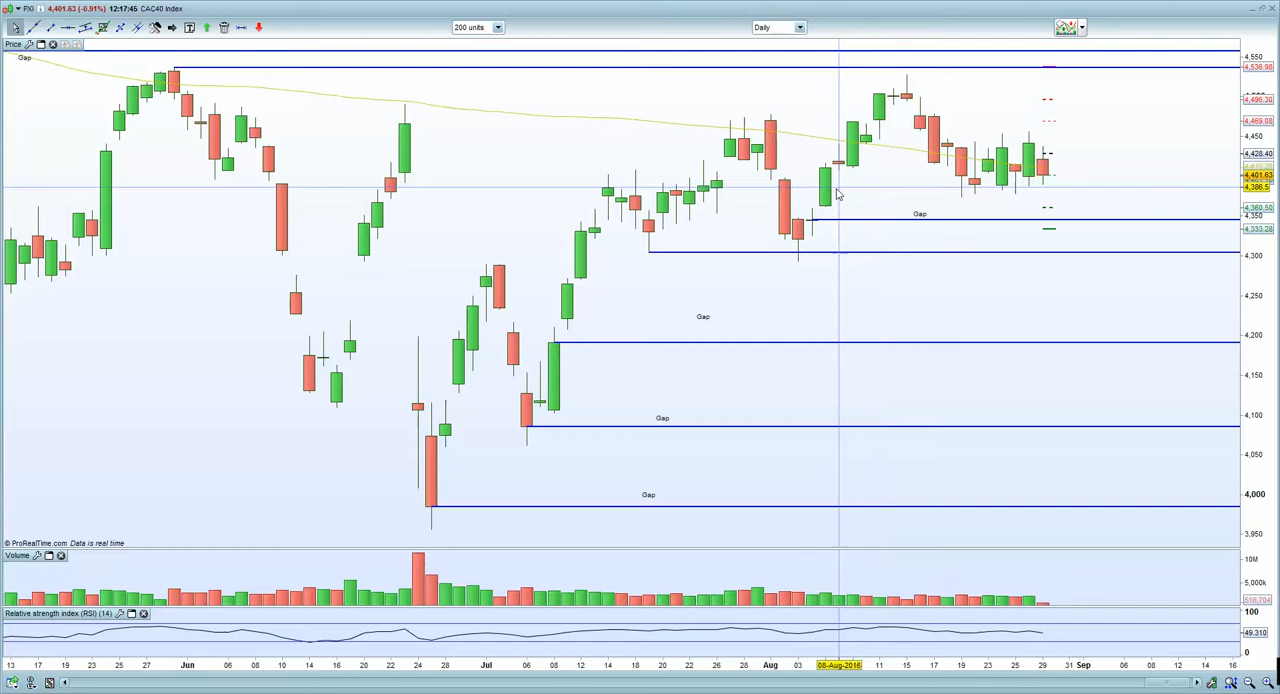 PXI 4,401.63 (-0.91%) 12:17:45 CAC40 Index
200 units Daily
Price
Gap
4,550
4,536.98
4,496.30
4,469.08
4,450
4,428.40
4,401.63
4,386.5
4,360.50
4,350
4,333.28
Gap
4,300
4,250
Gap
4,200
4,150
Gap
4,100
4,050
Gap
4,000
3,950
© ProRealTime.com Data is real time
Volume
10M
5,000k
516,704
Relative strength index (RSI) (14)
100
49.310
0
13 17 19 23 25 27 Jun 06 08 10 14 16 20 22 24 28 Jul 06 08 12 14 18 20 22 26 28 Aug 03 08-Aug-2016 11 15 17 19 23 25 29 31 Sep 06 08 12 14 16